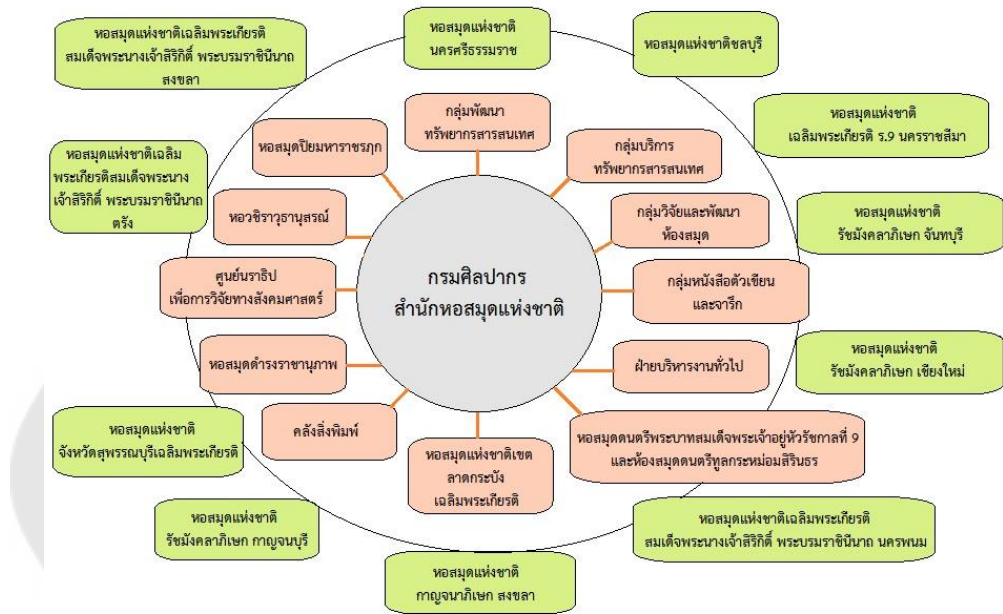 หอสมุดแห่งชาติเฉลิมพระเกียรติ
สมเด็จพระนางเจ้าสิริกิติ์ พระบรมราชินีนาถ
สงขลา
หอสมุดแห่งชาติ
นครศรีธรรมราช
หอสมุดแห่งชาติชลบุรี
หอสมุดแห่งชาติ
เฉลิมพระเกียรติ ร.9 นครราชสีมา
หอสมุดแห่งชาติ
รัชมังคลาภิเษก จันทบุรี
หอสมุดแห่งชาติ
รัชมังคลาภิเษก เชียงใหม่
หอสมุดแห่งชาติเฉลิมพระเกียรติ
สมเด็จพระนางเจ้าสิริกิติ์ พระบรมราชินีนาถ นครพนม
หอสมุดแห่งชาติ
กาญจนาภิเษก สงขลา
หอสมุดแห่งชาติ
รัชมังคลาภิเษก กาญจนบุรี
หอสมุดแห่งชาติ
จังหวัดสุพรรณบุรีเฉลิมพระเกียรติ
หอสมุดแห่งชาติเฉลิม
พระเกียรติสมเด็จพระนาง
เจ้าสิริกิติ์ พระบรมราชินีนาถ
ตรัง
กลุ่มพัฒนา
ทรัพยากรสารสนเทศ
กลุ่มบริการ
ทรัพยากรสารสนเทศ
กลุ่มวิจัยและพัฒนา
ห้องสมุด
กลุ่มหนังสือตัวเขียน
และจารึก
ฝ่ายบริหารงานทั่วไป
หอสมุดดนตรีพระบาทสมเด็จพระเจ้าอยู่หัวรัชกาลที่ 9
และห้องสมุดดนตรีทูลกระหม่อมสิรินธร
หอสมุดแห่งชาติเขต
ลาดกระบัง
เฉลิมพระเกียรติ
คลังสิ่งพิมพ์
หอสมุดดำรงราชานุภาพ
ศูนย์นราธิป
เพื่อการวิจัยทางสังคมศาสตร์
หอวชิราวุธานุสรณ์
หอสมุดปิยมหาราชรฦก
กรมศิลปากร
สำนักหอสมุดแห่งชาติ